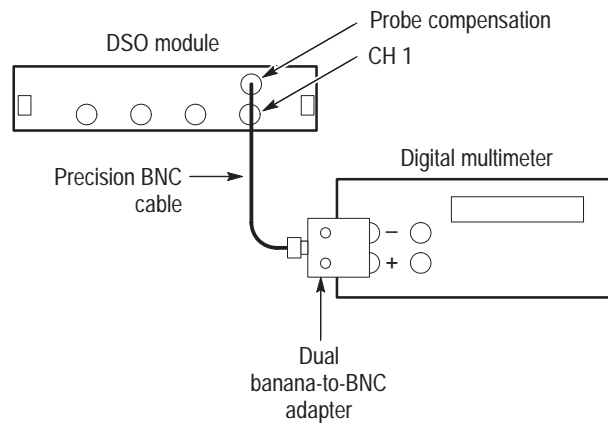 Probe compensation
DSO module
CH 1
Digital multimeter
Precision BNC
cable
−
+
Dual
banana-to-BNC
adapter